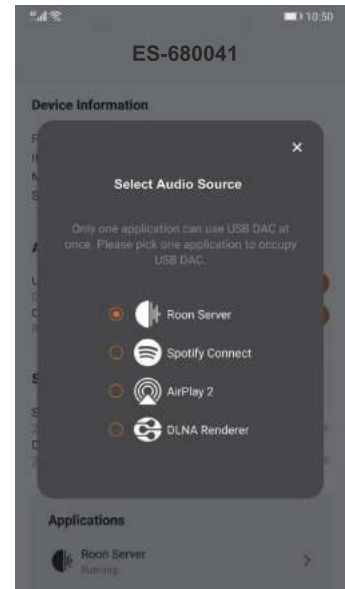 10:50
ES-680041
Device Information
Select Audio Source
Only one application can use USB DAC at
once. Please pick one application to occupy
USB DAC.
Roon Server
Spotify Connect
AirPlay 2
DLNA Renderer
Applications
Roon Server
Running